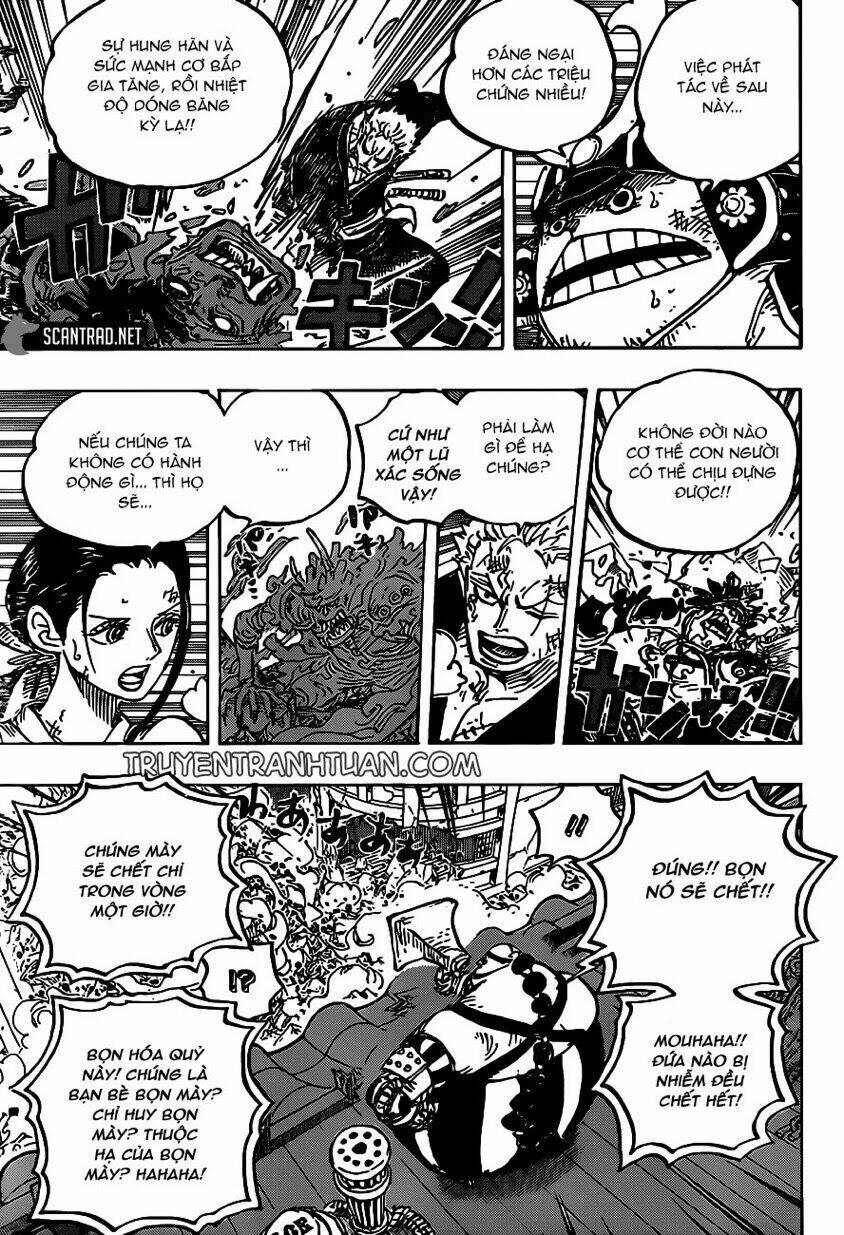 VIỆC PHÁT
TÁC VỀ SAU
NÀY...
ĐÁNG NGẠI
HƠN CÁC TRIỆU
CHỨNG NHIỀU!
SỰ HUNG HĂN VÀ
SỨC MẠNH CƠ BẮP
GIA TĂNG, RỒI NHIỆT
ĐỘ DÓNG BĂNG
KỲ LẠ!!
ガ
キン!!
SCANTRAD.NET
KHÔNG ĐỜI NÀO
CƠ THỂ CON NGƯỜI
CÓ THỂ CHỊU ĐỰNG
ĐƯỢC!!
PHẢI LÀM
GÌ ĐỂ HẠ
CHÚNG?
CỨ NHƯ
MỘT LŨ
XÁC SỐNG
VẬY!
VẬY THÌ
...
NẾU CHÚNG TA
KHÔNG CÓ HÀNH
ĐỘNG GÌ... THÌ HỌ
SẼ...
TRUYENTRANHTUAN.COM
ĐÚNG!! BỌN
NÓ SẼ CHẾT!!
!!
MOUHAHA!!
ĐỨA NÀO BỊ
NHIỄM ĐỀU
CHẾT HẾT!
CHÚNG MÀY
SẼ CHẾT CHỈ
TRONG VÒNG
MỘT GIỜ!!
!?
BỌN HÓA QUỶ
NÀY! CHÚNG LÀ
BẠN BÈ BỌN MÀY?
CHỈ HUY BỌN
MÀY? THUỘC
HẠ CỦA BỌN
MÀY? HAHAHA!